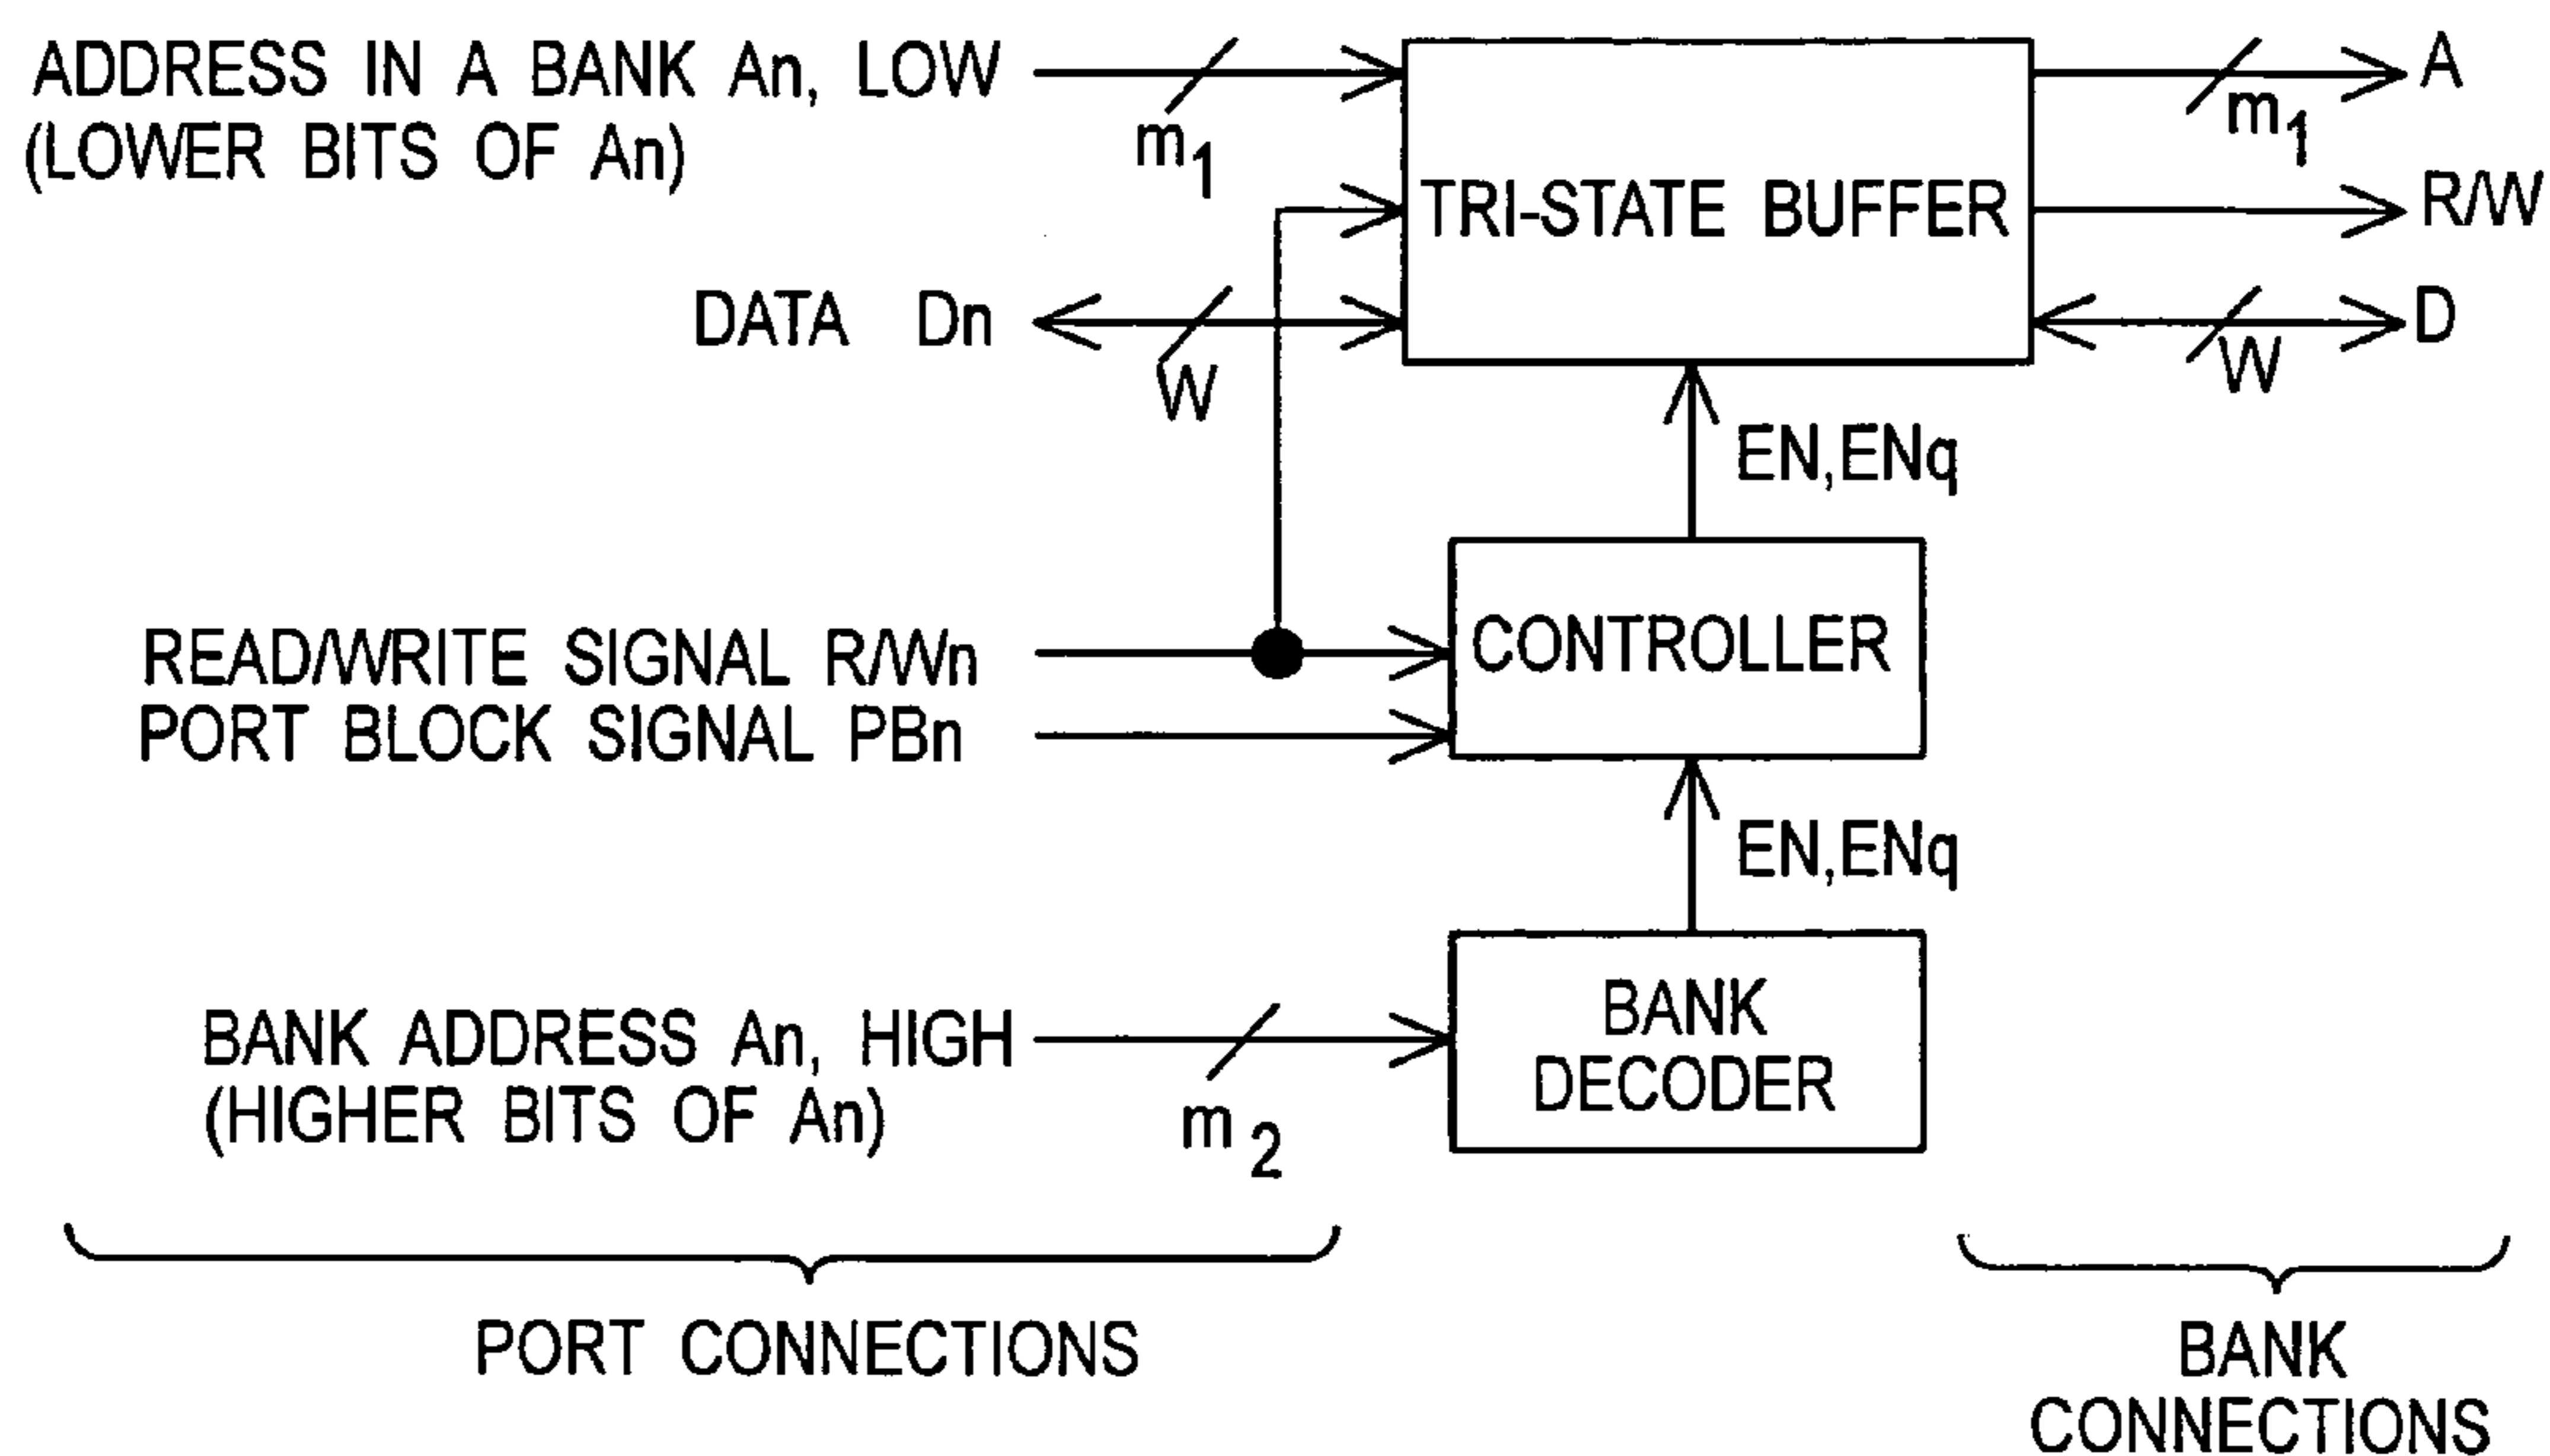 ADDRESS IN A BANK An, LOW
(LOWER BITS OF An)
m1
TRI-STATE BUFFER
A
m1
R/W
DATA Dn
W
D
W
EN,ENq
READ/WRITE SIGNAL R/Wn
PORT BLOCK SIGNAL PBn
CONTROLLER
EN,ENq
BANK ADDRESS An, HIGH
(HIGHER BITS OF An)
m2
BANK
DECODER
PORT CONNECTIONS
BANK
CONNECTIONS